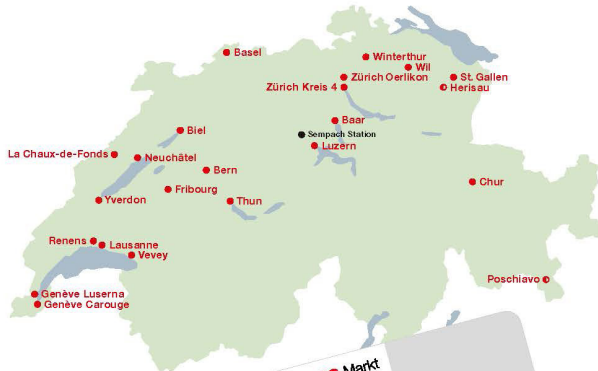 Basel
Winterthur
Wil
Zürich Oerlikon
St. Gallen
Zürich Kreis 4
Herisau
Baar
Biel
Sempach Station
Luzern
La Chaux-de-Fonds
Neuchâtel
Bern
Chur
Fribourg
Yverdon
Thun
Renens
Lausanne
Vevey
Poschiavo
Genève Luserna
Genève Carouge
Markt